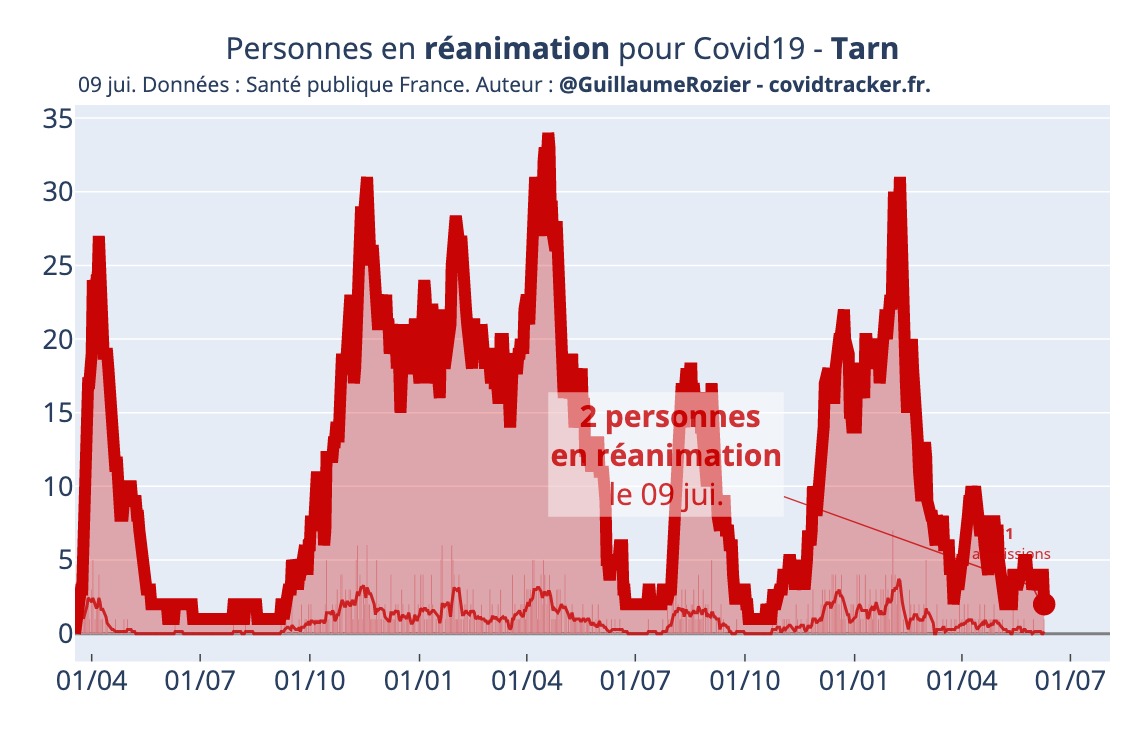 Personnes en réanimation pour Covid19 - Tarn
09 jui. Données : Santé publique France. Auteur : @GuillaumeRozier - covidtracker.fr.
35
30
25
20
15
10
5
0
2 personnes
en réanimation
le 09 jui.
1
01/04 01/07 01/10 01/01 01/04 01/07 01/10 01/01 01/04 01/07